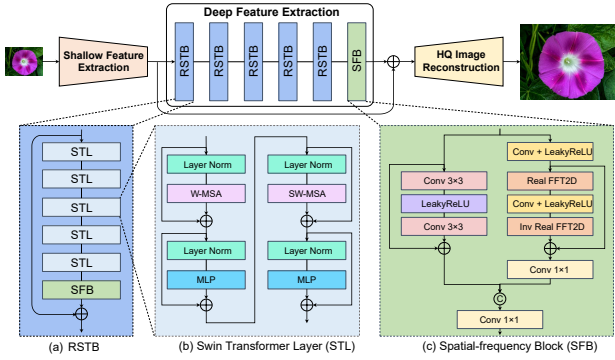 Deep Feature Extraction
Shallow Feature
Extraction
RSTB
RSTB
RSTB
RSTB
RSTB
SFB
HQ Image
Reconstruction
STL
STL
STL
STL
STL
SFB
(a) RSTB
Layer Norm
W-MSA
Layer Norm
MLP
Layer Norm
SW-MSA
Layer Norm
MLP
(b) Swin Transformer Layer (STL)
Conv 3×3
LeakyReLU
Conv 3×3
Conv + LeakyReLU
Real FFT2D
Conv + LeakyReLU
Inv Real FFT2D
Conv 1×1
C
Conv 1×1
(c) Spatial-frequency Block (SFB)